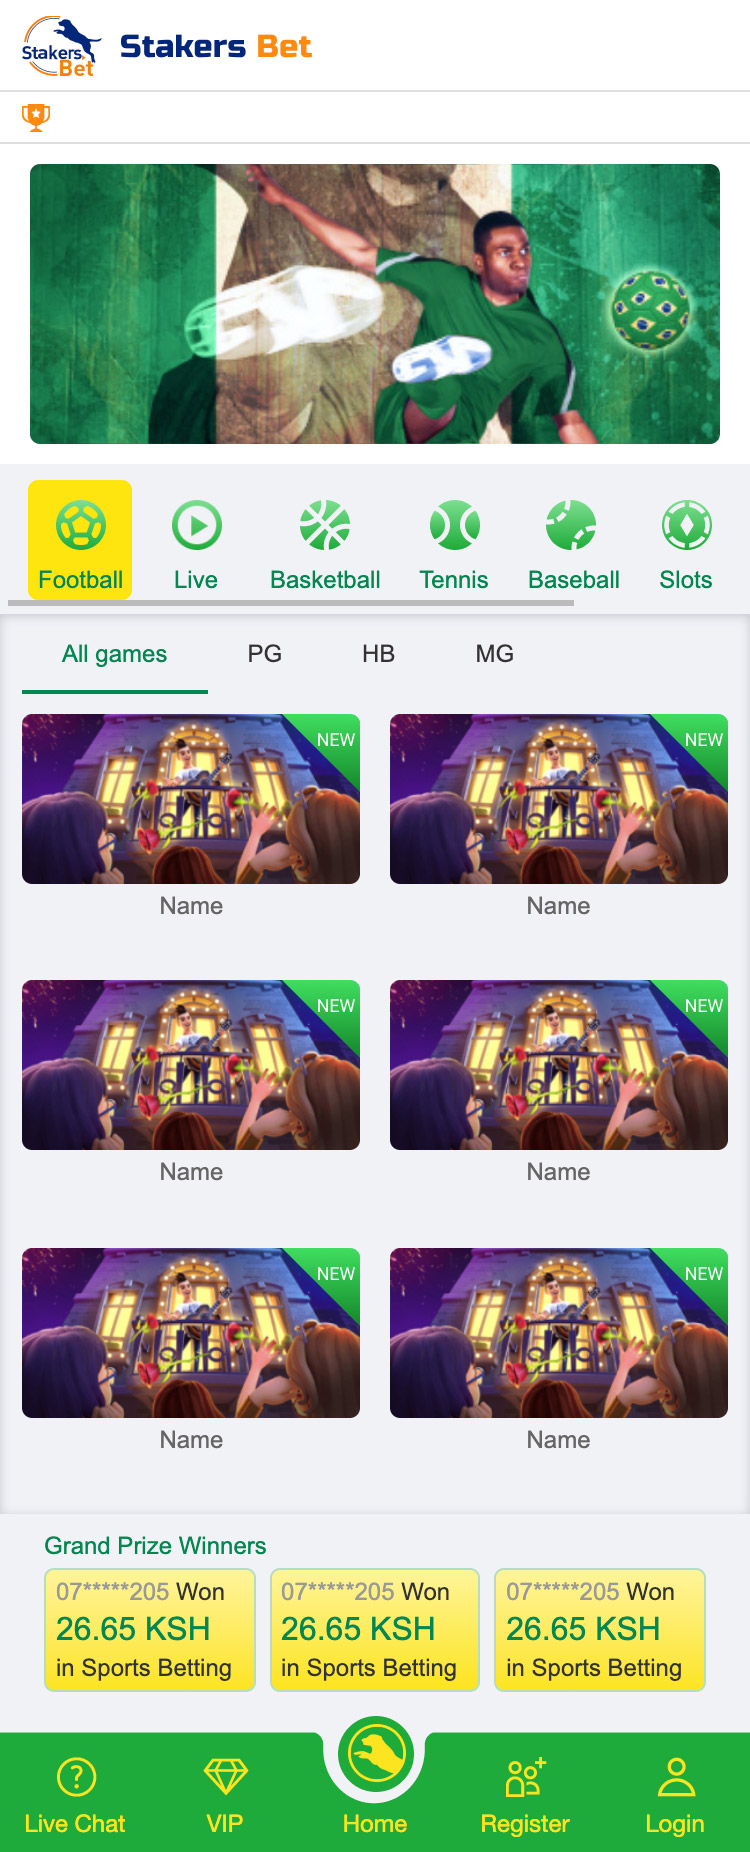 Stakers
Bet
Stakers Bet
Football
Live
Basketball
Tennis
Baseball
Slots
All games
PG
HB
MG
NEW
NEW
Name
Name
NEW
NEW
Name
Name
NEW
NEW
Name
Name
Grand Prize Winners
07*****205 Won
26.65 KSH
in Sports Betting
07*****205 Won
26.65 KSH
in Sports Betting
07*****205 Won
26.65 KSH
in Sports Betting
Live Chat
VIP
Home
Register
Login